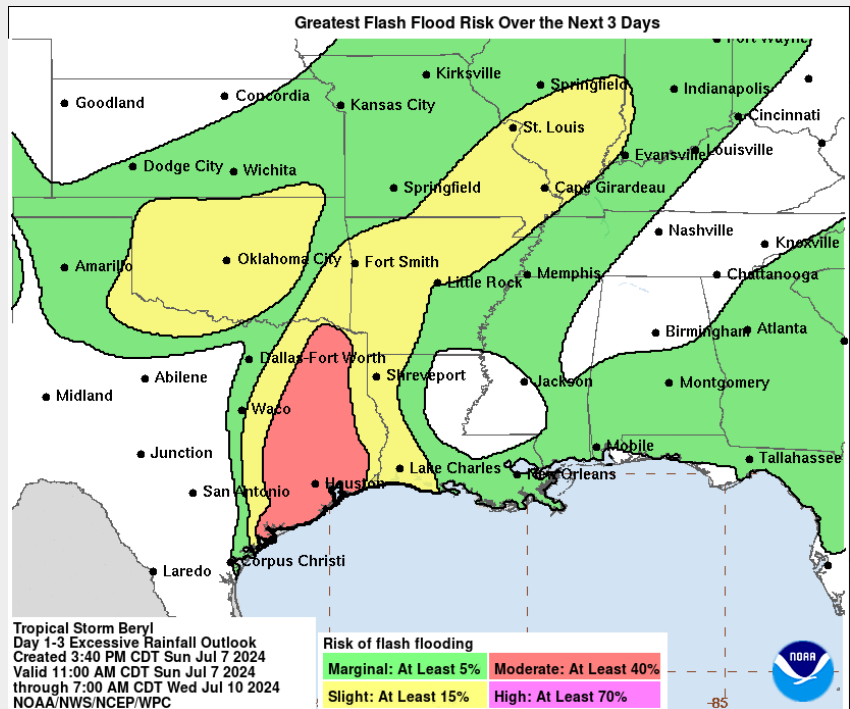 Greatest Flash Flood Risk Over the Next 3 Days
Fort Wayne
Kirksville
Springfield
Indianapolis
Goodland
Concordia
Kansas City
Cincinnati
St. Louis
Dodge City
Wichita
Evansville
Louisville
Springfield
Cape Girardeau
Nashville
Knoxville
Amarillo
Oklahoma City
Fort Smith
Little Rock
Memphis
Chattanooga
Birmingham
Atlanta
Dallas-Fort Worth
Abilene
Shreveport
Jackson
Montgomery
Midland
Waco
Junction
Mobile
Tallahassee
Lake Charles
New Orleans
San Antonio
Houston
Corpus Christi
Laredo
Tropical Storm Beryl
Day 1-3 Excessive Rainfall Outlook
Created 3:40 PM CDT Sun Jul 7 2024
Valid 11:00 AM CDT Sun Jul 7 2024
through 7:00 AM CDT Wed Jul 10 2024
NOAA/NWS/NCEP/WPC
Risk of flash flooding
Marginal: At Least 5%
Moderate: At Least 40%
Slight: At Least 15%
High: At Least 70%
-85
NOAA